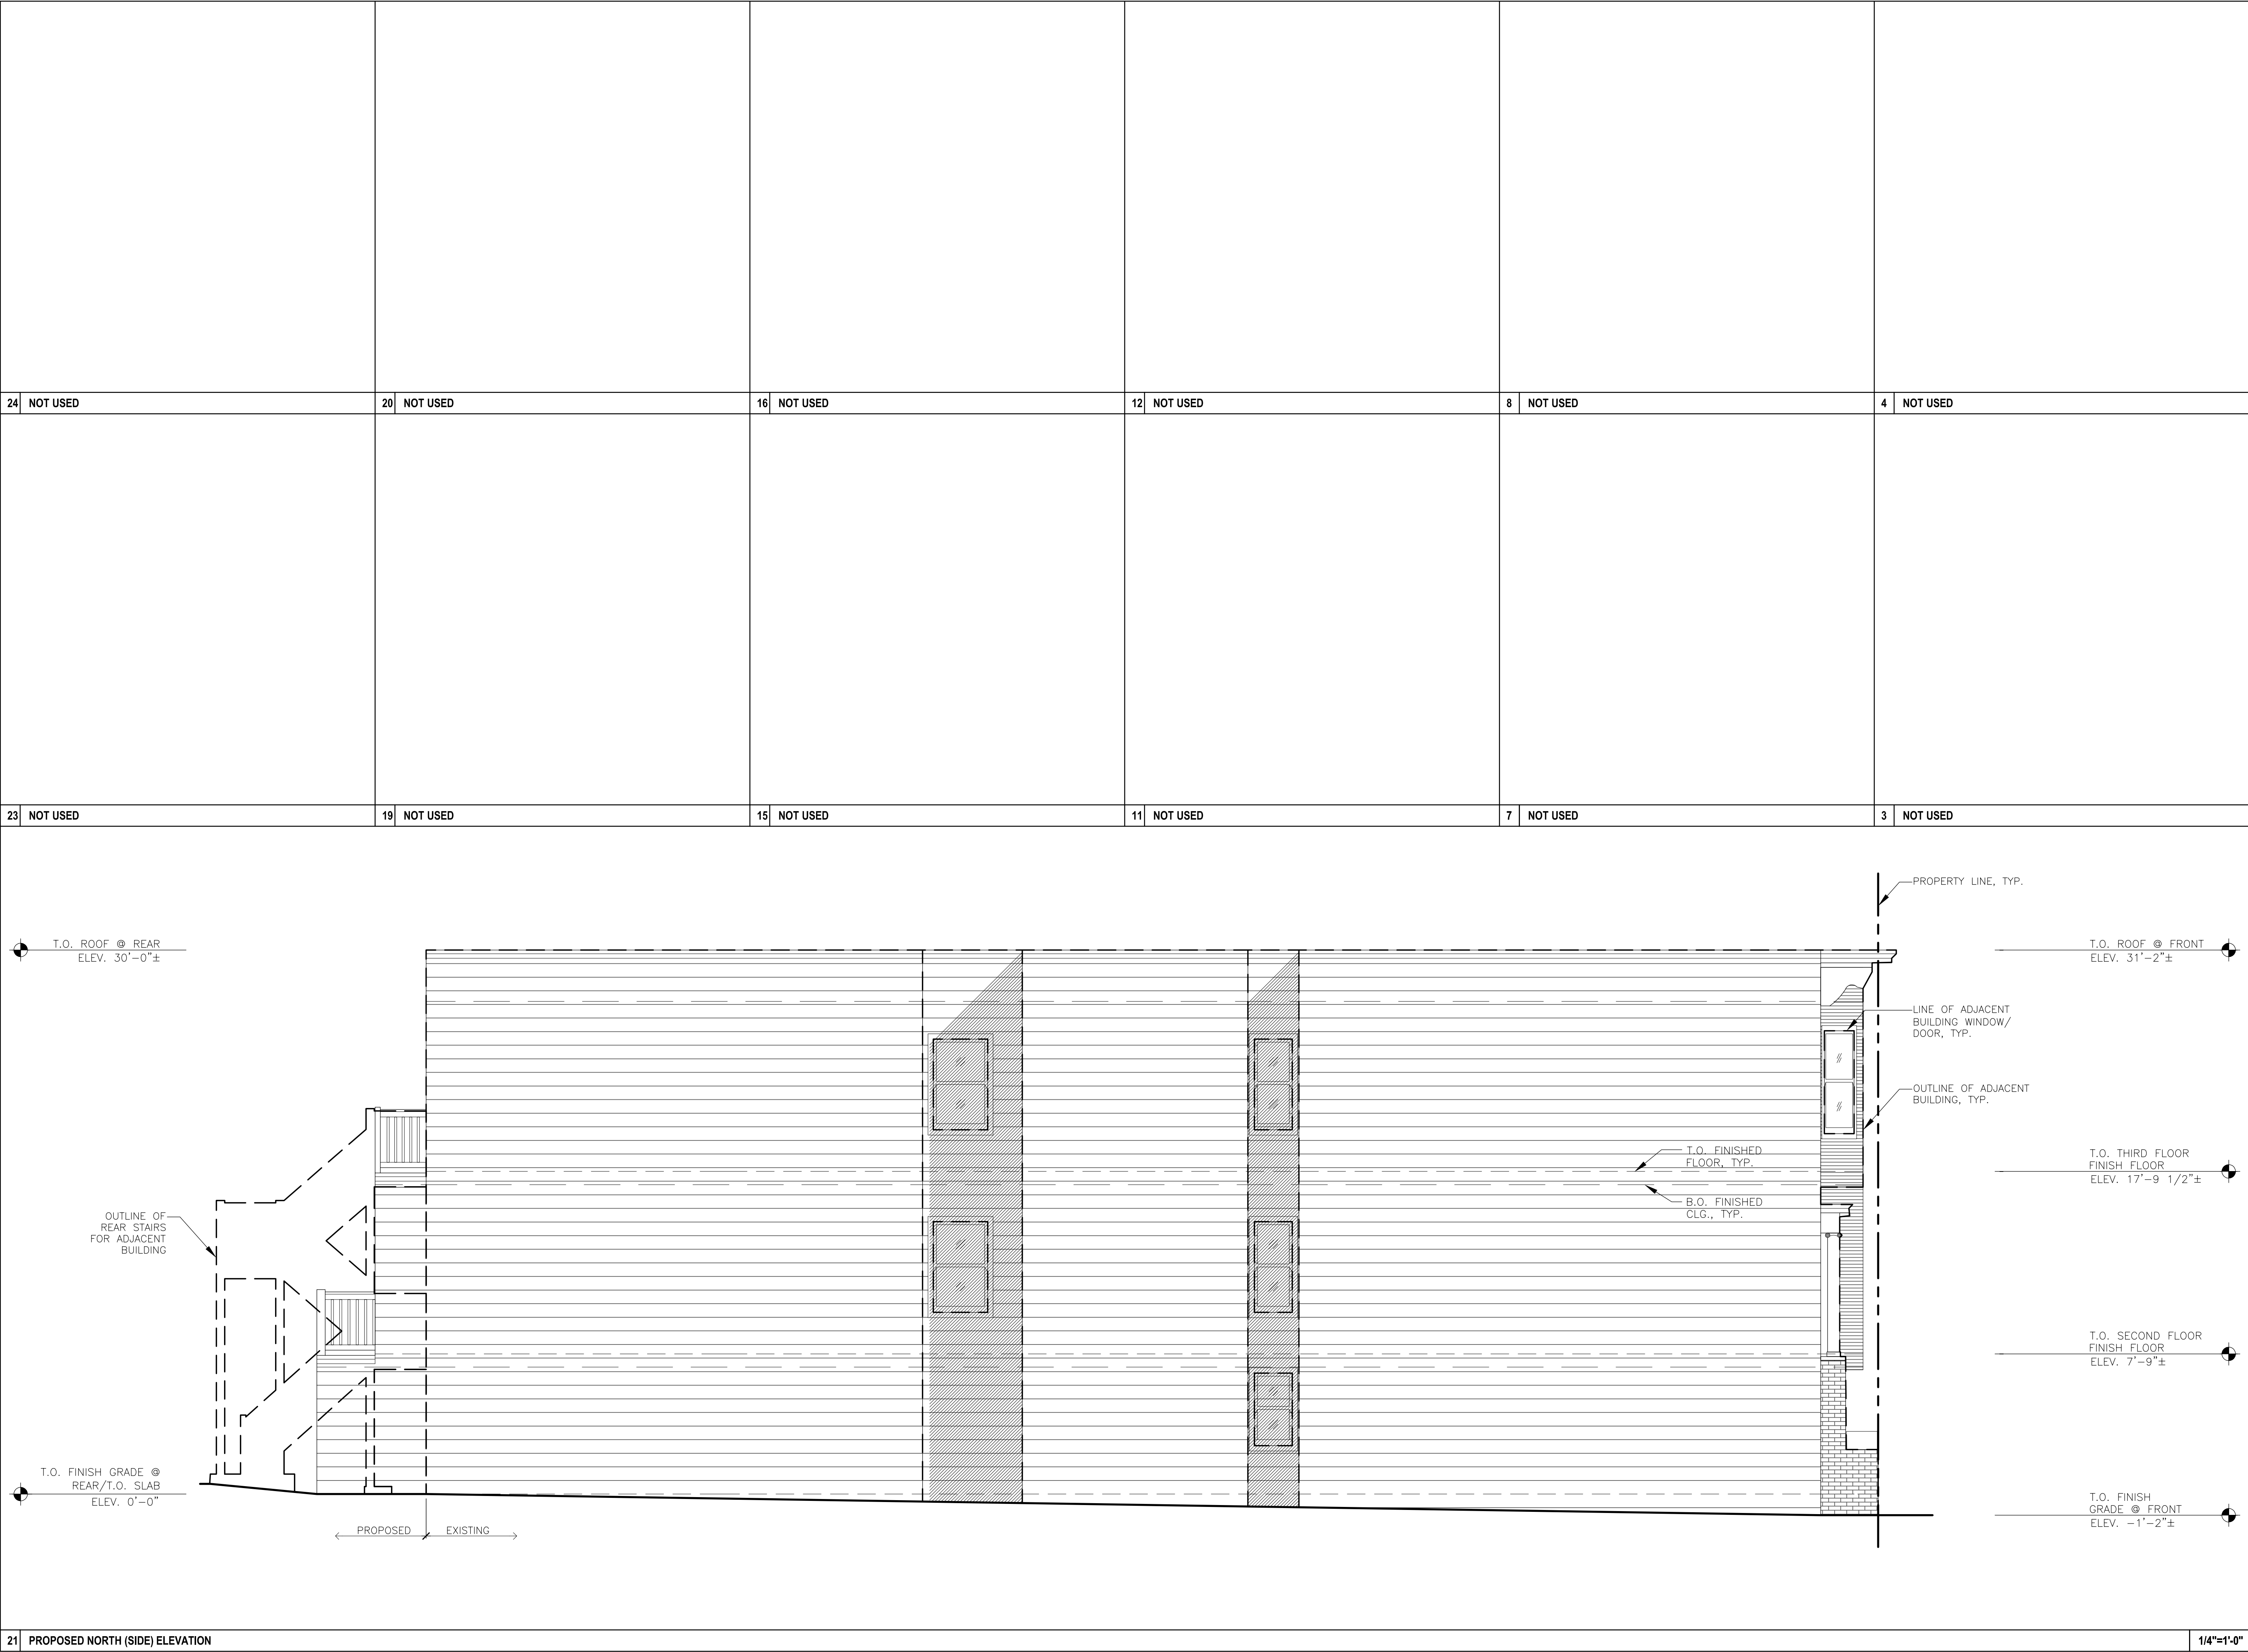 24 NOT USED
20 NOT USED
16 NOT USED
12 NOT USED
8 NOT USED
4 NOT USED
23 NOT USED
19 NOT USED
15 NOT USED
11 NOT USED
7 NOT USED
3 NOT USED
PROPERTY LINE, TYP.
T.O. ROOF @ REAR
ELEV. 30'-0"±
T.O. ROOF @ FRONT
ELEV. 31'-2"±
LINE OF ADJACENT
BUILDING WINDOW/
DOOR, TYP.
OUTLINE OF ADJACENT
BUILDING, TYP.
T.O. FINISHED
FLOOR, TYP.
T.O. THIRD FLOOR
FINISH FLOOR
ELEV. 17'-9 1/2"±
B.O. FINISHED
CLG., TYP.
OUTLINE OF
REAR STAIRS
FOR ADJACENT
BUILDING
T.O. SECOND FLOOR
FINISH FLOOR
ELEV. 7'-9"±
T.O. FINISH GRADE @
REAR/T.O. SLAB
ELEV. 0'-0"
T.O. FINISH
GRADE @ FRONT
ELEV. -1'-2"±
PROPOSED EXISTING
21 PROPOSED NORTH (SIDE) ELEVATION
1/4"=1'-0"